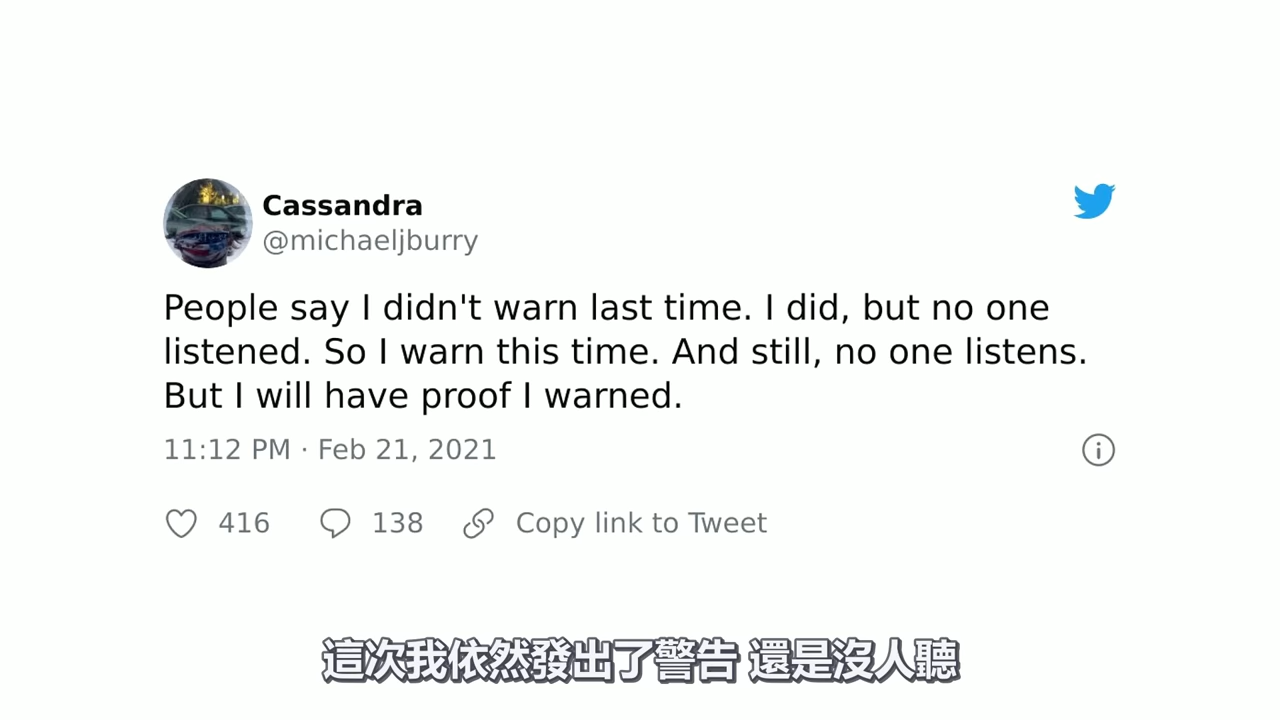 Cassandra
@michaeljburry
People say I didn't warn last time. I did, but no one
listened. So I warn this time. And still, no one listens.
But I will have proof I warned.
11:12 PM · Feb 21, 2021
416 138 Copy link to Tweet
這次我依然發出了警告 還是沒人聽